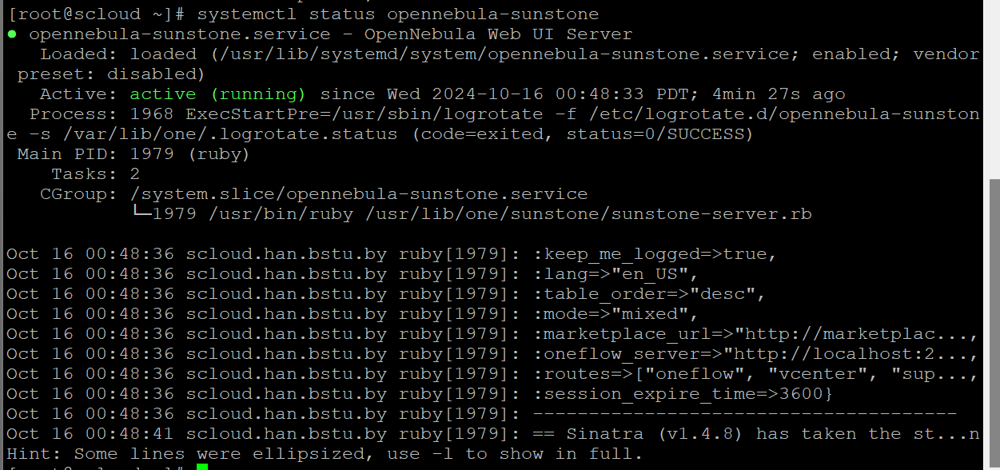 [root@scloud ~]# systemctl status opennebula-sunstone
● opennebula-sunstone.service - OpenNebula Web UI Server
   Loaded: loaded (/usr/lib/systemd/system/opennebula-sunstone.service; enabled; vendor
 preset: disabled)
   Active: active (running) since Wed 2024-10-16 00:48:33 PDT; 4min 27s ago
  Process: 1968 ExecStartPre=/usr/sbin/logrotate -f /etc/logrotate.d/opennebula-sunston
e -s /var/lib/one/.logrotate.status (code=exited, status=0/SUCCESS)
 Main PID: 1979 (ruby)
    Tasks: 2
   CGroup: /system.slice/opennebula-sunstone.service
           └─1979 /usr/bin/ruby /usr/lib/one/sunstone/sunstone-server.rb

Oct 16 00:48:36 scloud.han.bstu.by ruby[1979]: :keep_me_logged=>true,
Oct 16 00:48:36 scloud.han.bstu.by ruby[1979]: :lang=>"en_US",
Oct 16 00:48:36 scloud.han.bstu.by ruby[1979]: :table_order=>"desc",
Oct 16 00:48:36 scloud.han.bstu.by ruby[1979]: :mode=>"mixed",
Oct 16 00:48:36 scloud.han.bstu.by ruby[1979]: :marketplace_url=>"http://marketplac...,
Oct 16 00:48:36 scloud.han.bstu.by ruby[1979]: :oneflow_server=>"http://localhost:2...,
Oct 16 00:48:36 scloud.han.bstu.by ruby[1979]: :routes=>["oneflow", "vcenter", "sup...,
Oct 16 00:48:36 scloud.han.bstu.by ruby[1979]: :session_expire_time=>3600}
Oct 16 00:48:36 scloud.han.bstu.by ruby[1979]: --------------------------------------
Oct 16 00:48:41 scloud.han.bstu.by ruby[1979]: == Sinatra (v1.4.8) has taken the st...n
Hint: Some lines were ellipsized, use -l to show in full.